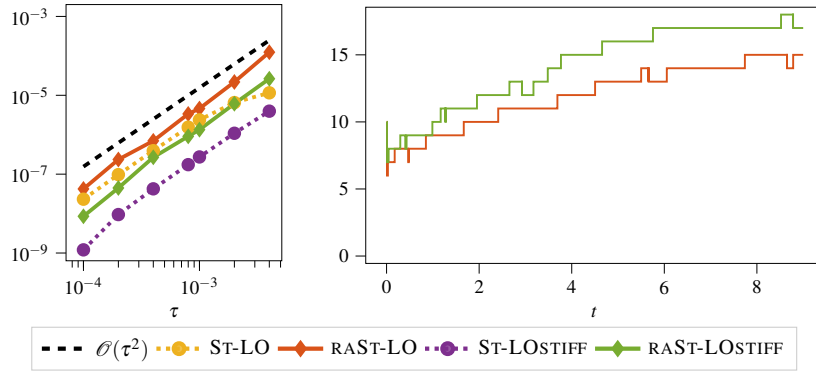 10⁻³
10⁻⁵
10⁻⁷
10⁻⁹
10⁻⁴ 10⁻³
τ
15
10
5
0
0 2 4 6 8
t
𝒪(τ²) ST-LO RAST-LO ST-LOSTIFF RAST-LOSTIFF